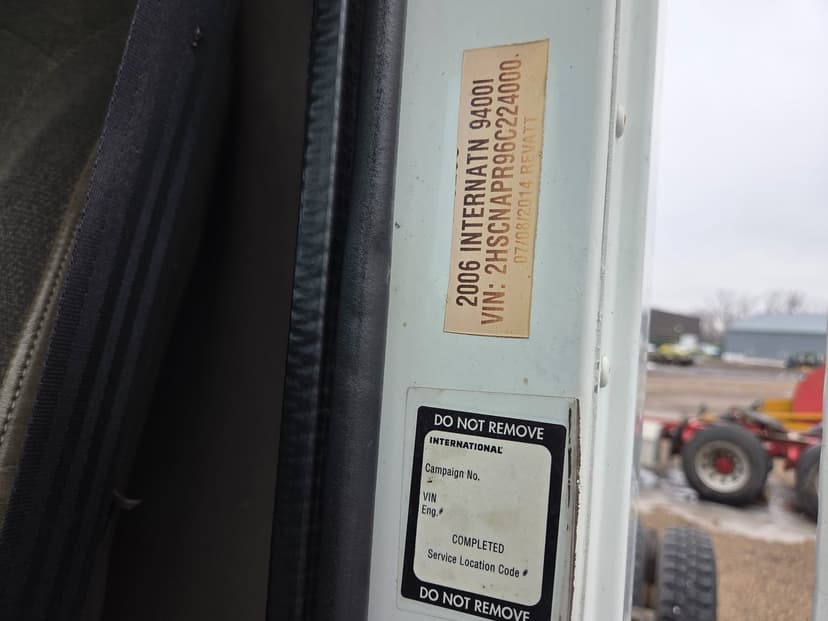 2006 INTERNATN 9400I
VIN: 2HSCNAPR96C224000.
07/08/2014 REVATT
DO NOT REMOVE
INTERNATIONAL
Campaign No.
VIN
Eng.#
COMPLETED
Service Location Code #
DO NOT REMOVE